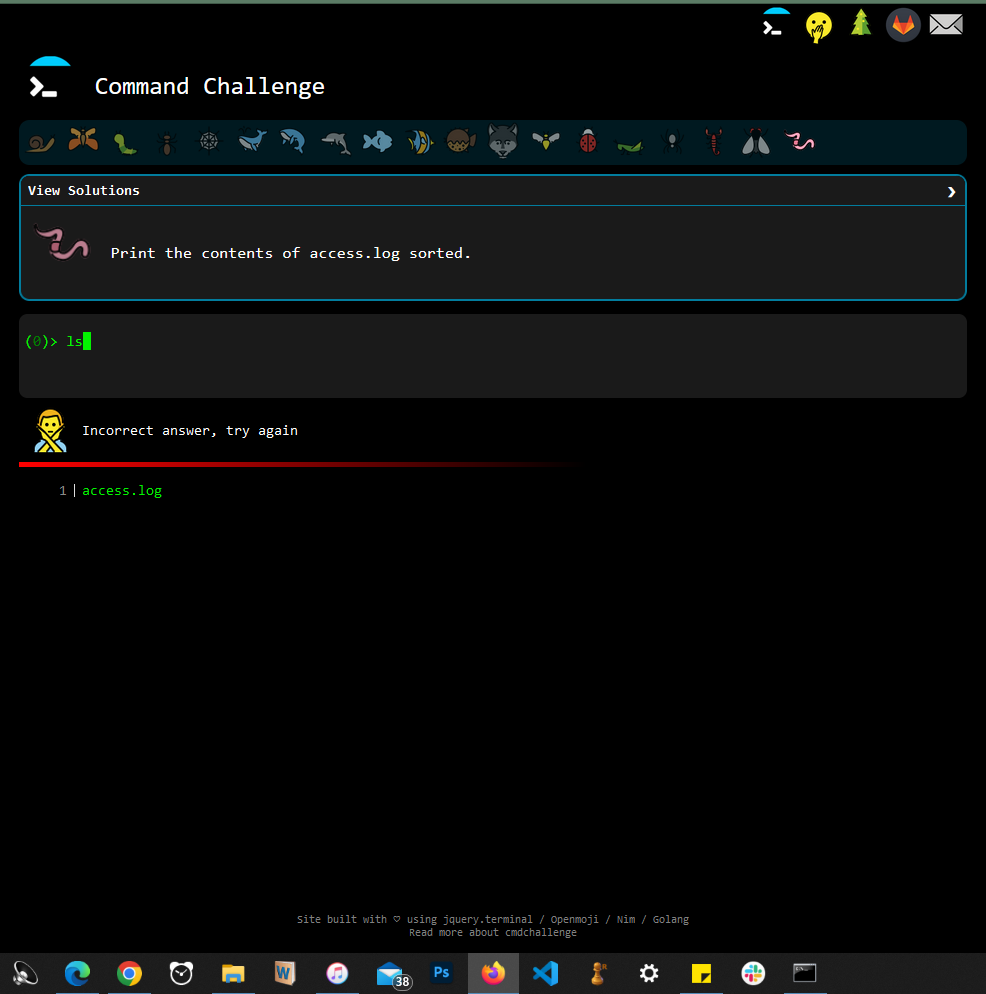 Command Challenge
View Solutions
Print the contents of access.log sorted.
(0)> ls
Incorrect answer, try again
1 | access.log
Site built with ♡ using jquery.terminal / Openmoji / Nim / Golang
Read more about cmdchallenge
W
38
Ps